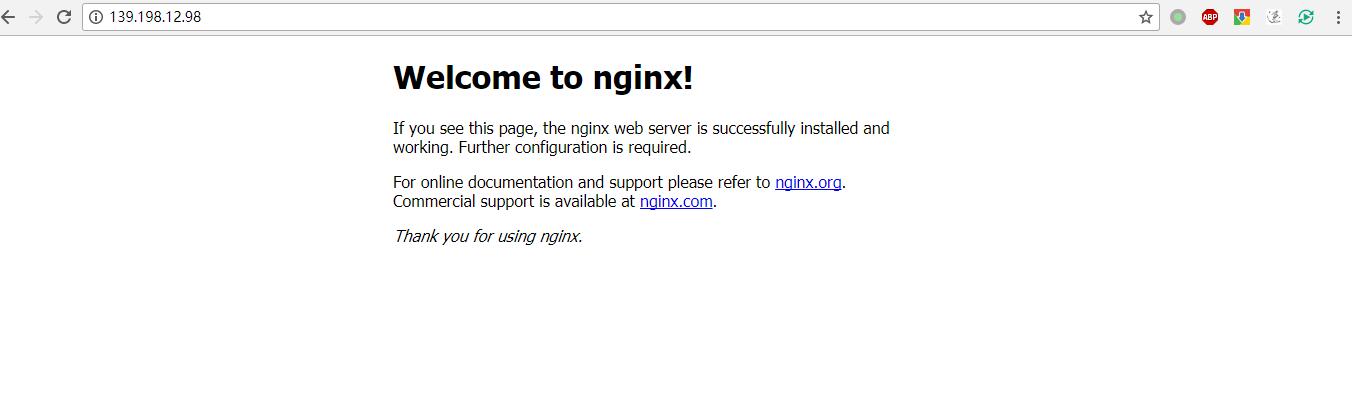 139.198.12.98
ABP
Welcome to nginx!
If you see this page, the nginx web server is successfully installed and
working. Further configuration is required.
For online documentation and support please refer to nginx.org.
Commercial support is available at nginx.com.
Thank you for using nginx.